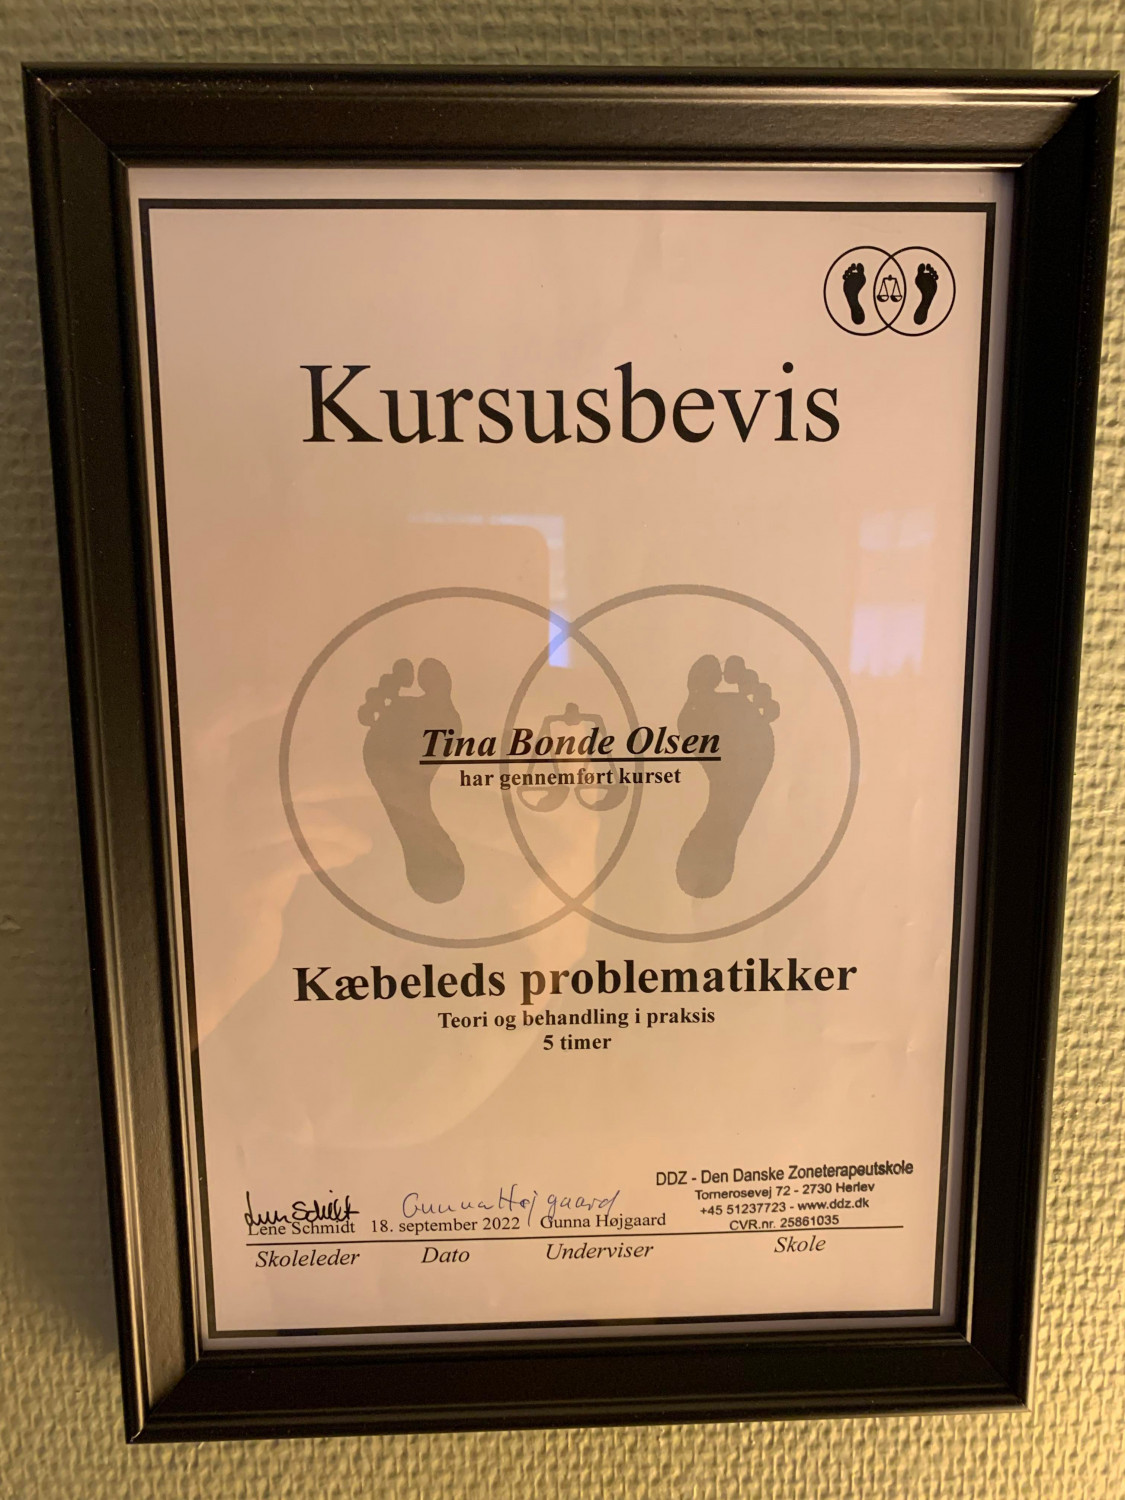 Kursusbevis
Tina Bonde Olsen
har gennemført kurset
Kæbeleds problematikker
Teori og behandling i praksis
5 timer
DDZ - Den Danske Zoneterapeutskole
Tornerosevej 72 - 2730 Herlev
+45 51237723 - www.ddz.dk
CVR.nr. 25861035
Gunna Højgaard
Lene Schmidt 18. september 2022 Gunna Højgaard
Skoleleder Dato Underviser Skole